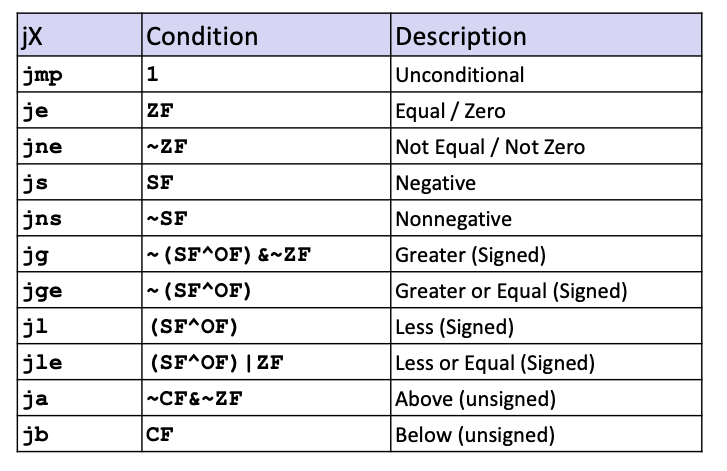 jX Condition Description
jmp 1 Unconditional
je ZF Equal / Zero
jne ~ZF Not Equal / Not Zero
js SF Negative
jns ~SF Nonnegative
jg ~(SF^OF)&~ZF Greater (Signed)
jge ~(SF^OF) Greater or Equal (Signed)
jl (SF^OF) Less (Signed)
jle (SF^OF)|ZF Less or Equal (Signed)
ja ~CF&~ZF Above (unsigned)
jb CF Below (unsigned)